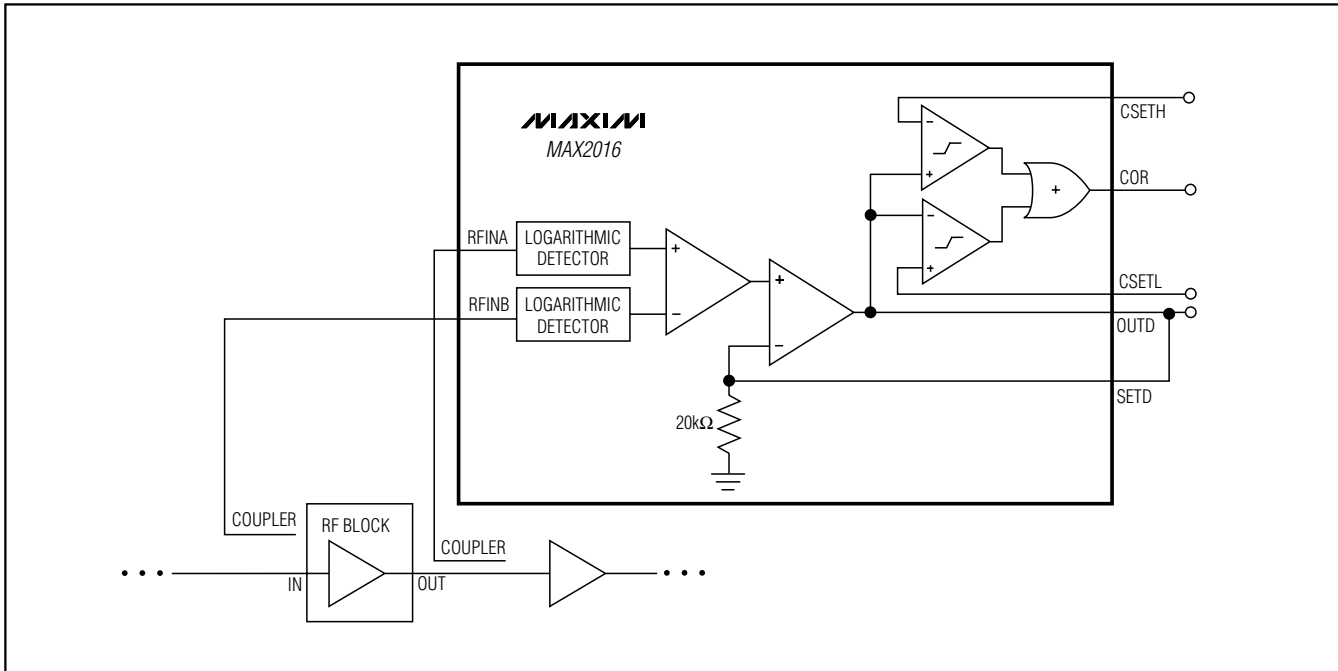 MAXIM
MAX2016
CSETH
−
+
COR
+
−
+
CSETL
RFINA
LOGARITHMIC
DETECTOR
+
−
RFINB
LOGARITHMIC
DETECTOR
+
−
OUTD
SETD
20kΩ
COUPLER
RF BLOCK
COUPLER
IN
OUT